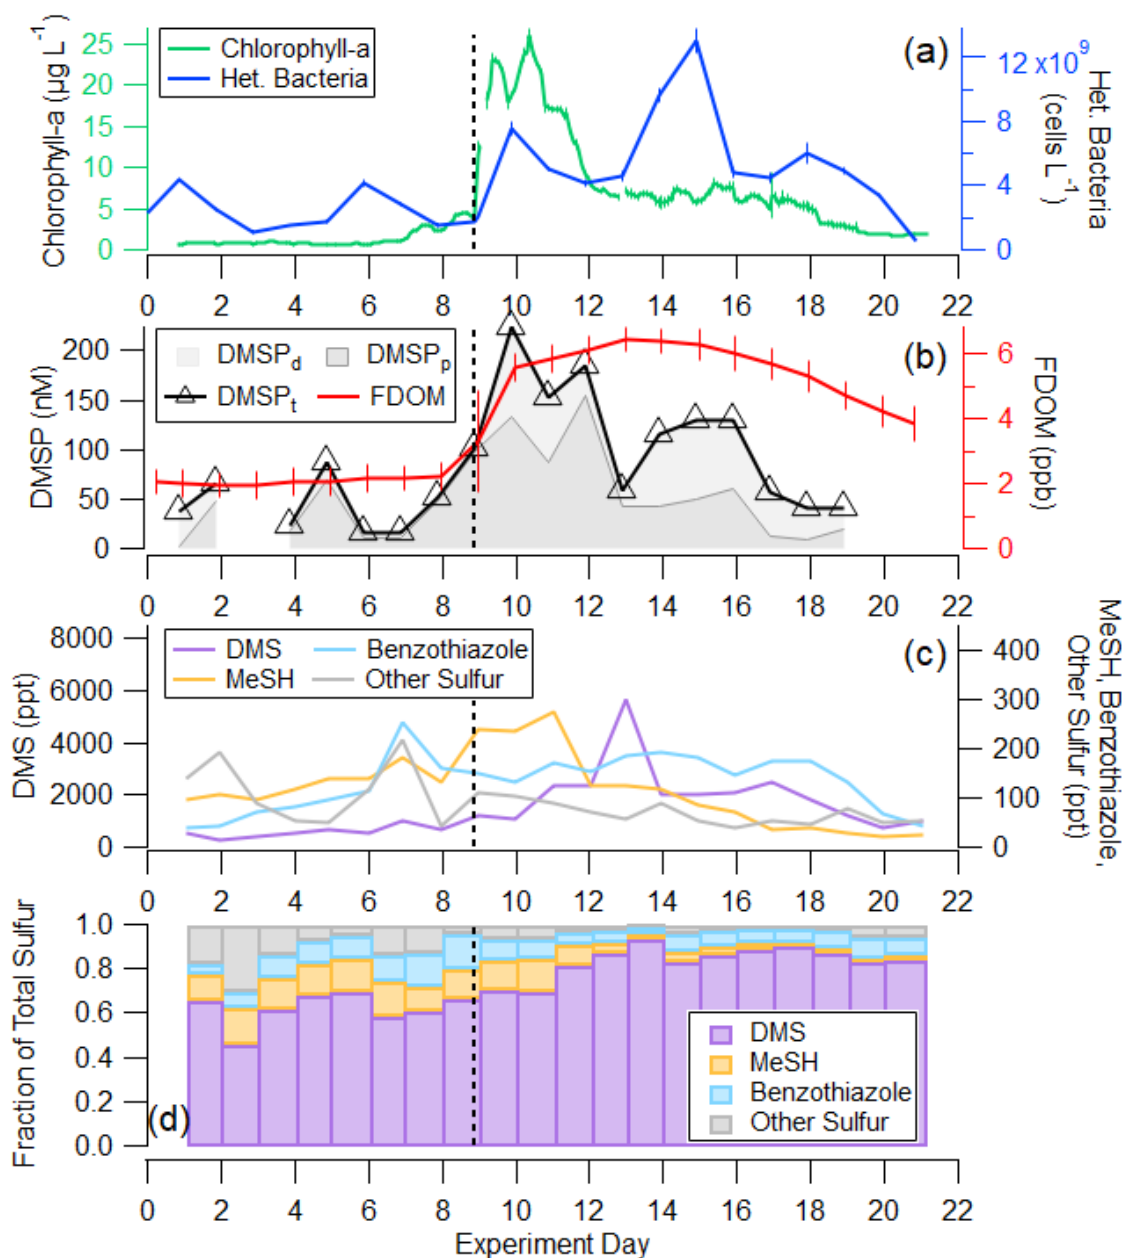 Chlorophyll-a (µg L⁻¹)
25
20
15
10
5
0
Chlorophyll-a
Het. Bacteria
(a)
12 x10⁹
8
4
0
Het. Bacteria
(cells L⁻¹)
0 2 4 6 8 10 12 14 16 18 20 22
DMSP (nM)
200
150
100
50
0
DMSPd DMSPp
DMSPt FDOM
(b)
6
4
2
0
FDOM (ppb)
0 2 4 6 8 10 12 14 16 18 20 22
DMS (ppt)
8000
6000
4000
2000
0
DMS Benzothiazole
MeSH Other Sulfur
(c)
400
300
200
100
0
MeSH, Benzothiazole,
Other Sulfur (ppt)
0 2 4 6 8 10 12 14 16 18 20 22
Fraction of Total Sulfur
1.0
0.8
0.6
0.4
0.2
0.0
(d)
DMS
MeSH
Benzothiazole
Other Sulfur
0 2 4 6 8 10 12 14 16 18 20 22
Experiment Day